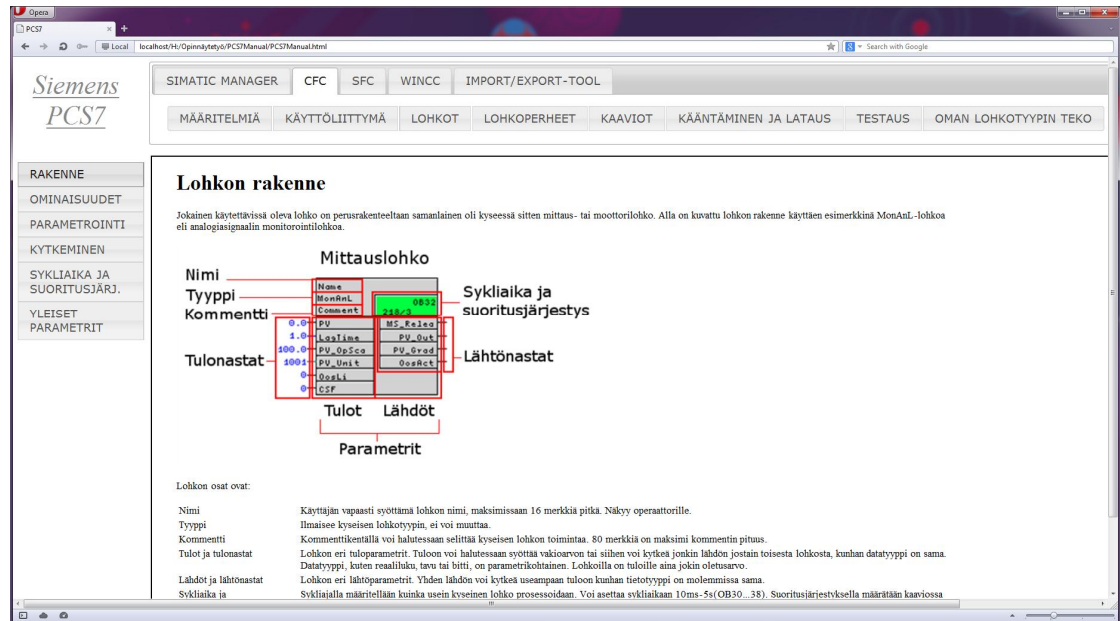 Opera
PCS7
Local localhost/H:/Opinnäytetyö/PCS7Manual/PCS7Manual.html
Search with Google
Siemens
PCS7
SIMATIC MANAGER CFC SFC WINCC IMPORT/EXPORT-TOOL
MÄÄRITELMIÄ KÄYTTÖLIITTYMÄ LOHKOT LOHKOPERHEET KAAVIOT KÄÄNTÄMINEN JA LATAUS TESTAUS OMAN LOHKOTYYPIN TEKO
RAKENNE
OMINAISUUDET
PARAMETROINTI
KYTKEMINEN
SYKLIAIKA JA
SUORITUSJÄRJ.
YLEISET
PARAMETRIT
Lohkon rakenne
Jokainen käytettävissä oleva lohko on perusrakenteeltaan samanlainen oli kyseessä sitten mittaus- tai moottorilohko. Alla on kuvattu lohkon rakenne käyttäen esimerkkinä MonAnL-lohkoa
eli analogiasignaalin monitorointilohkoa.
Mittauslohko
Nimi
Tyyppi
Kommentti
Name
MonAnL
Comment
OB32
218/3
Sykliaika ja
suoritusjärjestys
0.0 PV MS_Relea
1.0 LagTime PV_Out
100.0 PV_OpSca PV_Grad
1001 PV_Unit OosAct
0 OosLi
0 CSF
Tulonastat
Lähtönastat
Tulot Lähdöt
Parametrit
Lohkon osat ovat:
Nimi Käyttäjän vapaasti syöttämä lohkon nimi, maksimissaan 16 merkkiä pitkä. Näkyy operaattorille.
Tyyppi Ilmaisee kyseisen lohkotyypin, ei voi muuttaa.
Kommentti Kommenttikentällä voi halutessaan selittää kyseisen lohkon toimintaa. 80 merkkiä on maksimi kommentin pituus.
Tulot ja tulonastat Lohkon eri tuloparametrit. Tuloon voi halutessaan syöttää vakioarvon tai siihen voi kytkeä jonkin lähdön jostain toisesta lohkosta, kunhan datatyyppi on sama.
Datatyyppi, kuten reaaliluku, tavu tai bitti, on parametrikohtainen. Lohkoilla on tuloille aina jokin oletusarvo.
Lähdöt ja lähtönastat Lohkon eri lähtöparametrit. Yhden lähdön voi kytkeä useampaan tuloon kunhan tietotyyppi on molemmissa sama.
Sykliaika ja Sykliajalla määritellään kuinka usein kyseinen lohko prosessoidaan. Voi asettaa sykliaikaan 10ms-5s(OB30...38). Suoritusjärjestyksella määrätään kaaviossa